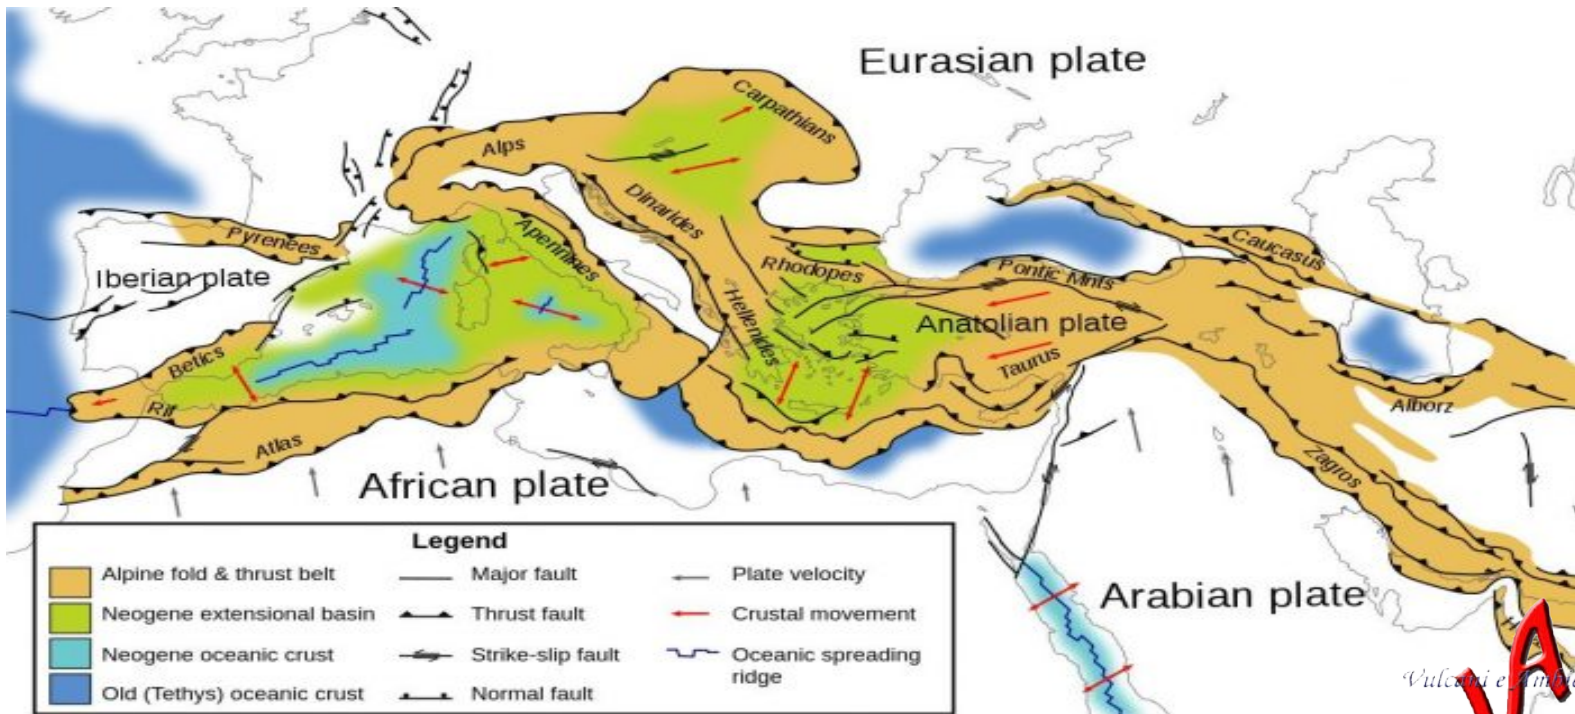 Eurasian plate
Carpathians
Alps
Dinarides
Pyrenees
Apennines
Caucasus
Iberian plate
Rhodopes
Pontic Mnts
Hellenides
Anatolian plate
Betics
Taurus
Rif
Alborz
Atlas
Zagros
African plate
Arabian plate
Legend
Alpine fold & thrust belt
Major fault
Plate velocity
Neogene extensional basin
Thrust fault
Crustal movement
Neogene oceanic crust
Strike-slip fault
Oceanic spreading
ridge
Old (Tethys) oceanic crust
Normal fault
Vulcani e
VA